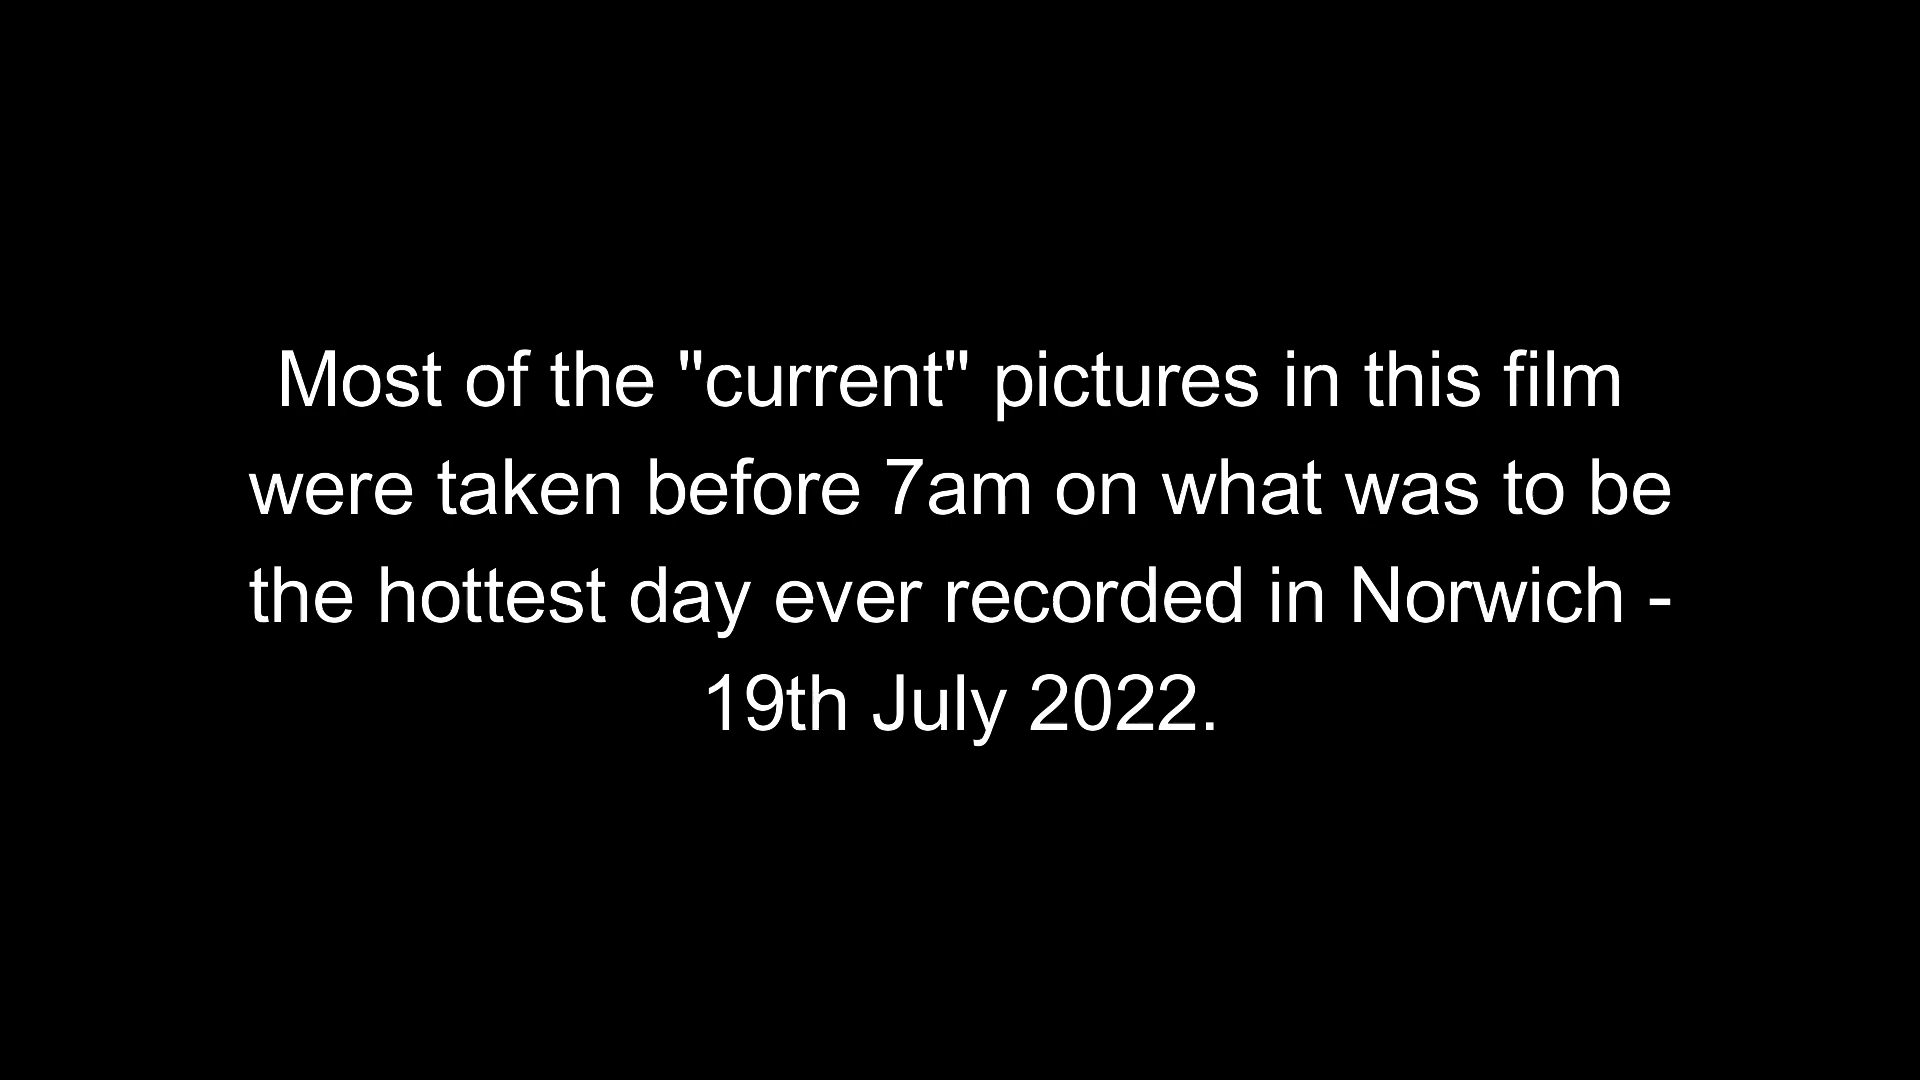 Most of the "current" pictures in this film
were taken before 7am on what was to be
the hottest day ever recorded in Norwich -
19th July 2022.